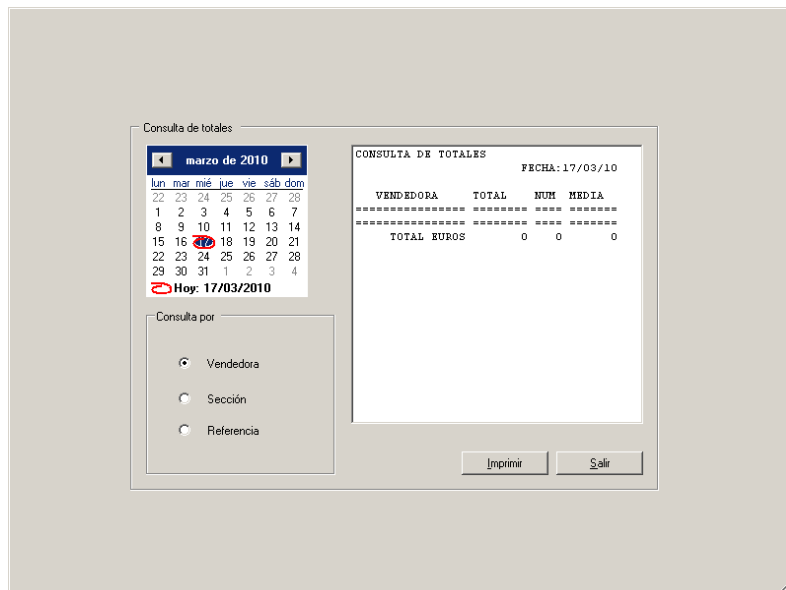 Consulta de totales
marzo de 2010
lun mar mié jue vie sáb dom
22 23 24 25 26 27 28
1 2 3 4 5 6 7
8 9 10 11 12 13 14
15 16 17 18 19 20 21
22 23 24 25 26 27 28
29 30 31 1 2 3 4
Hoy: 17/03/2010
Consulta por
Vendedora
Sección
Referencia
CONSULTA DE TOTALES
FECHA:17/03/10
VENDEDORA TOTAL NUM MEDIA
================ ======== ==== =======
================ ======== ==== =======
TOTAL EUROS 0 0 0
Imprimir Salir